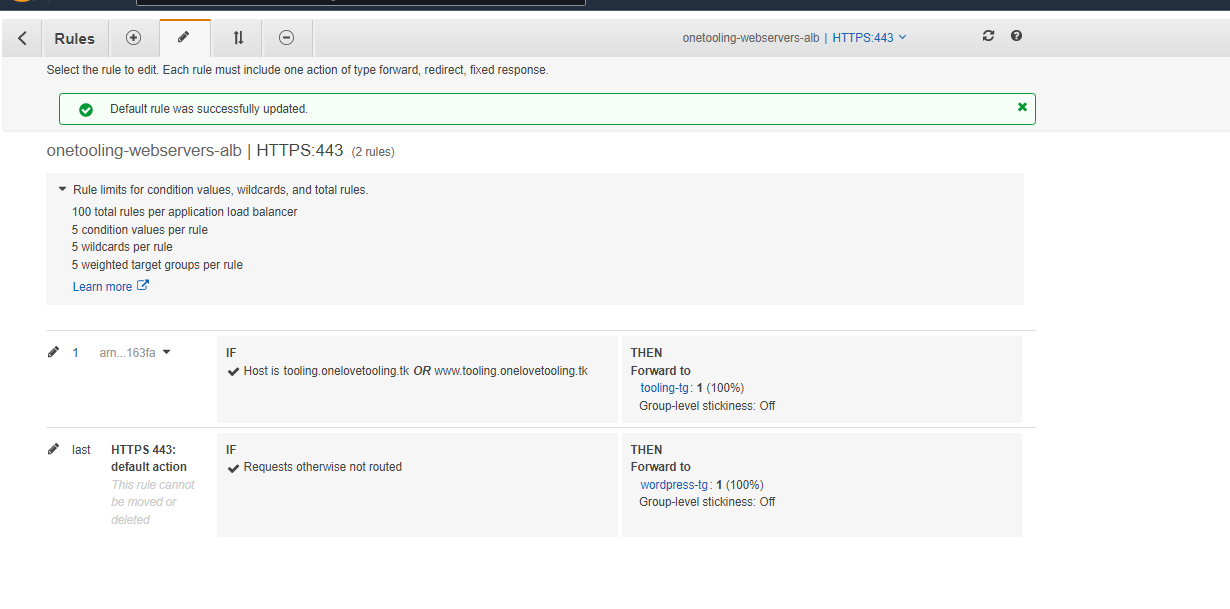 Rules
onetooling-webservers-alb | HTTPS:443
Select the rule to edit. Each rule must include one action of type forward, redirect, fixed response.
Default rule was successfully updated.
onetooling-webservers-alb | HTTPS:443 (2 rules)
Rule limits for condition values, wildcards, and total rules.
100 total rules per application load balancer
5 condition values per rule
5 wildcards per rule
5 weighted target groups per rule
Learn more
1 arn...163fa
IF
Host is tooling.onelovetooling.tk OR www.tooling.onelovetooling.tk
THEN
Forward to
tooling-tg: 1 (100%)
Group-level stickiness: Off
last
HTTPS 443:
default action
This rule cannot
be moved or
deleted
IF
Requests otherwise not routed
THEN
Forward to
wordpress-tg: 1 (100%)
Group-level stickiness: Off